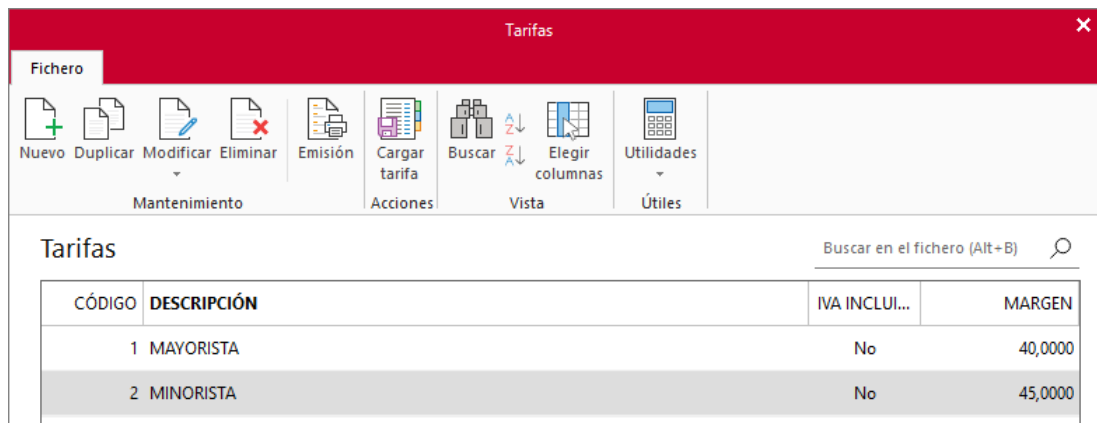 Tarifas
Fichero
Nuevo Duplicar Modificar Eliminar Emisión Cargar tarifa Buscar Elegir columnas Utilidades
Mantenimiento Acciones Vista Útiles
Tarifas Buscar en el fichero (Alt+B)
CÓDIGO DESCRIPCIÓN IVA INCLUI... MARGEN
1 MAYORISTA No 40,0000
2 MINORISTA No 45,0000